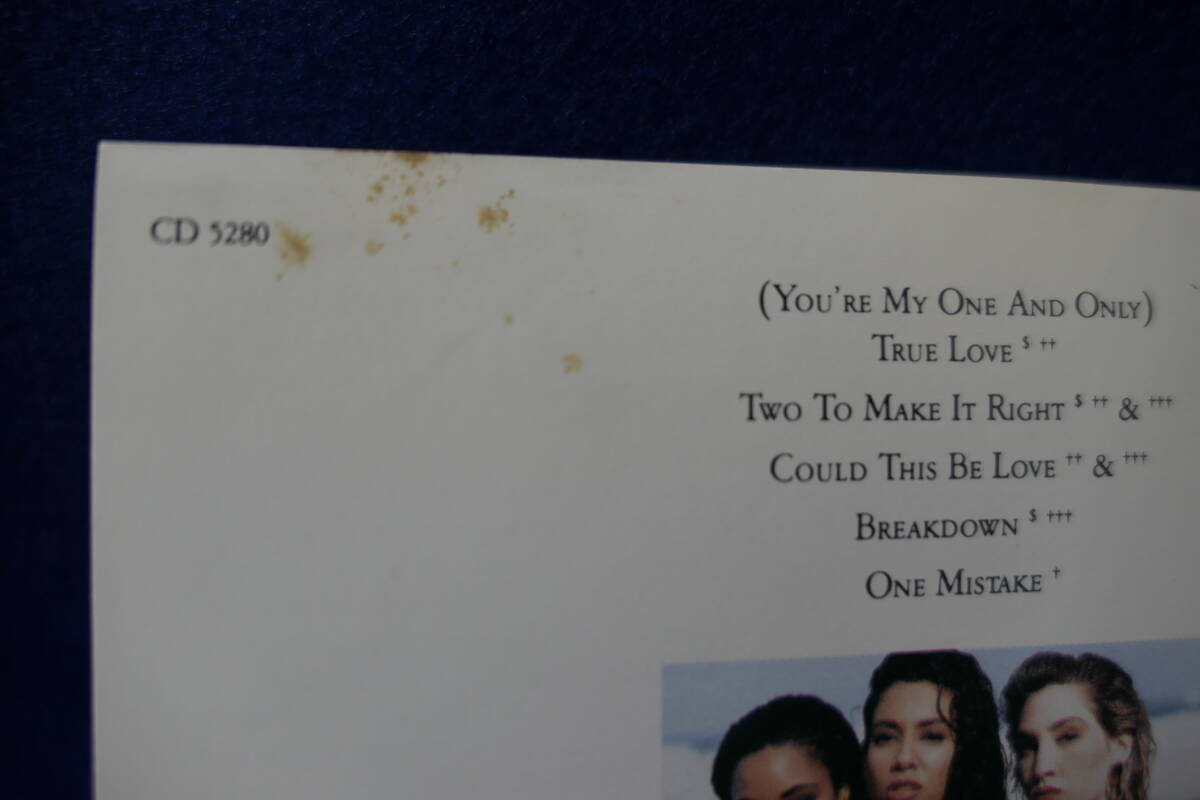 CD 5280
(You're My One And Only)
True Love $ ††
Two To Make It Right $ †† & †††
Could This Be Love †† & †††
Breakdown $ †††
One Mistake †